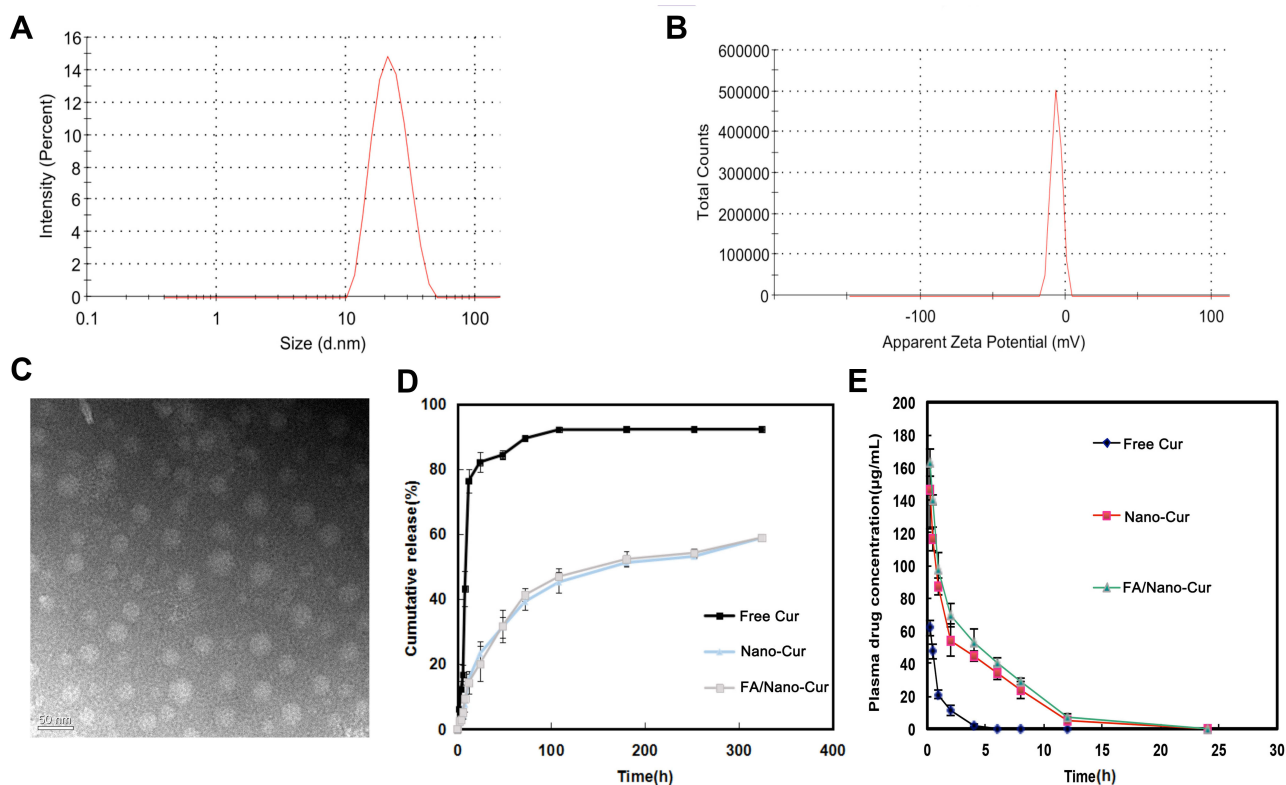 A
16
14
12
10
8
6
4
2
0
Intensity (Percent)
0.1
1
10
100
Size (d.nm)
B
600000
500000
400000
300000
200000
100000
0
Total Counts
-100
0
100
Apparent Zeta Potential (mV)
C
50 nm
D
100
80
60
40
20
0
Cumutative release(%)
Free Cur
Nano-Cur
FA/Nano-Cur
0
100
200
300
400
Time(h)
E
200
180
160
140
120
100
80
60
40
20
0
Plasma drug concentration(μg/mL)
Free Cur
Nano-Cur
FA/Nano-Cur
0
5
10
15
20
25
30
Time(h)